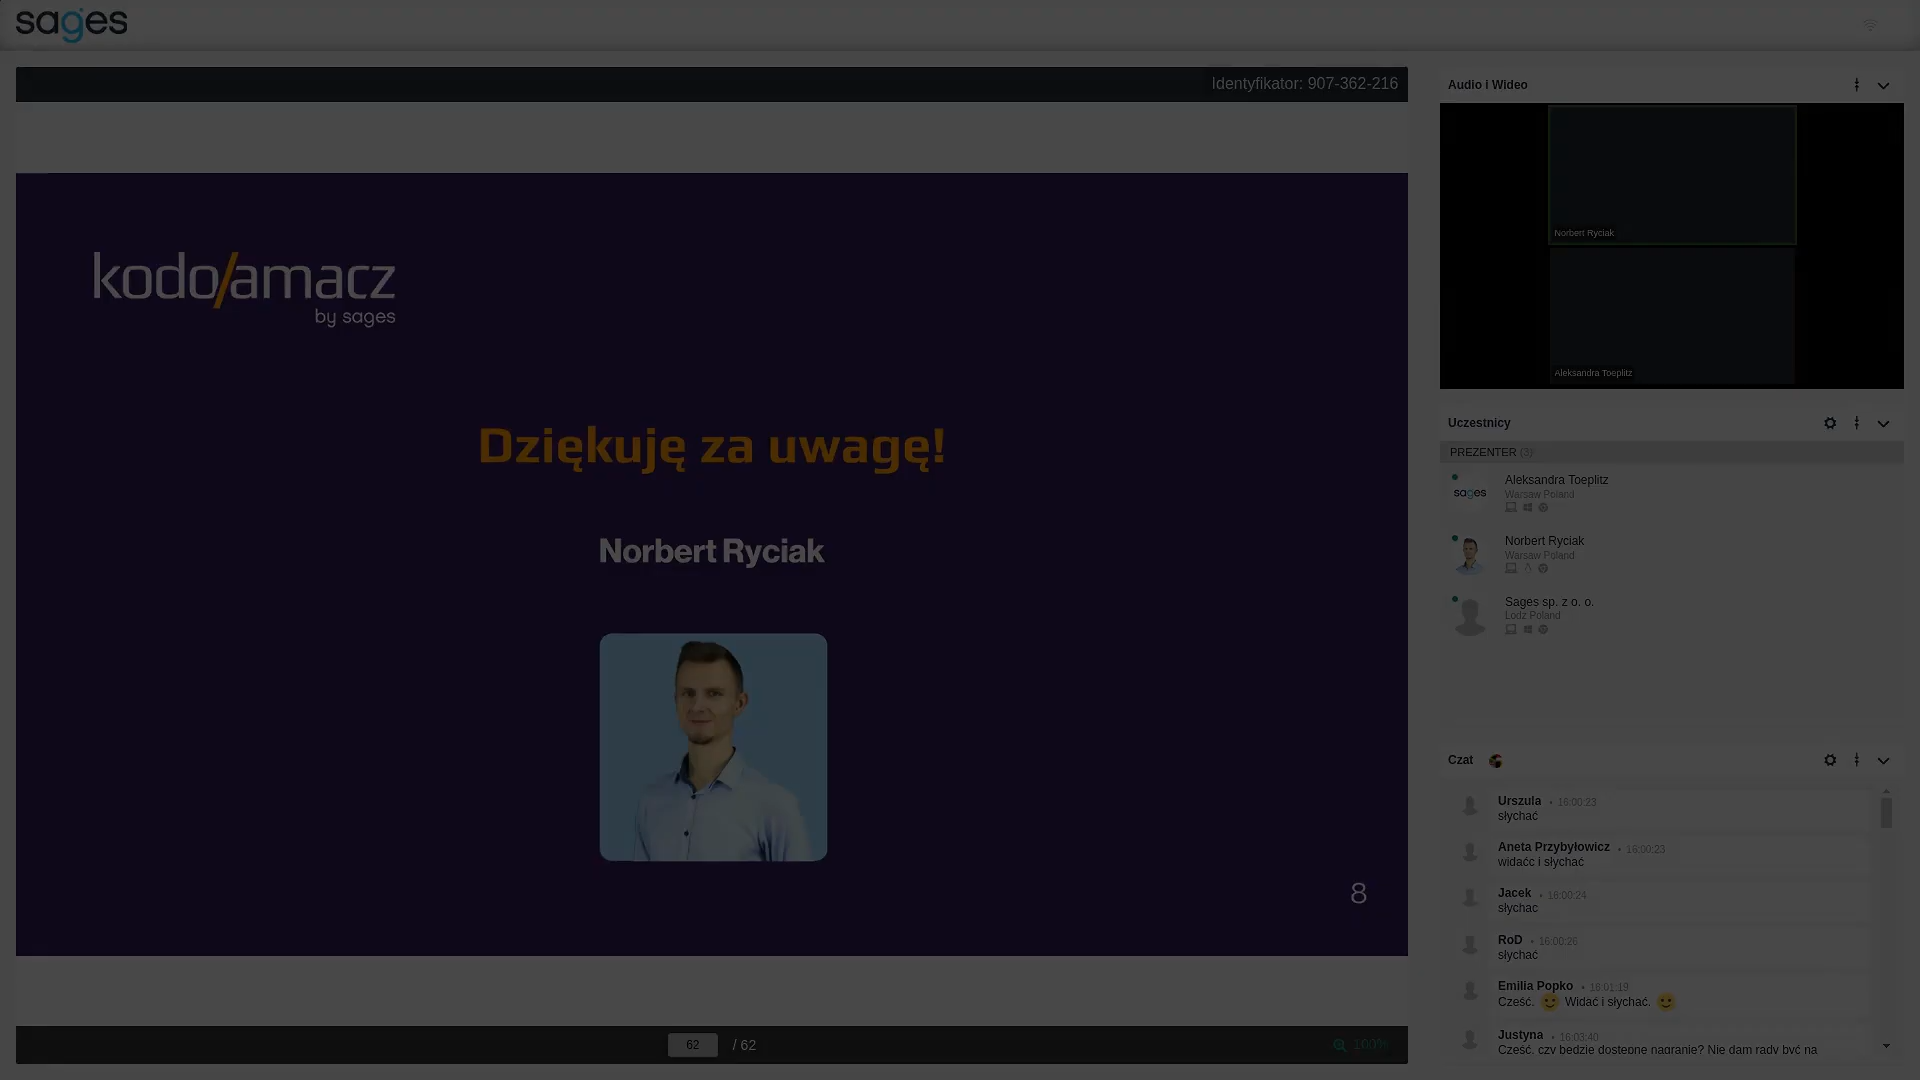 sages
Identyfikator: 907-362-216
kodołamacz
by sages
Dziękuję za uwagę!
Norbert Ryciak
8
62 / 62
100%
Audio i Wideo
Norbert Ryciak
Aleksandra Toeplitz
Uczestnicy
PREZENTER (3)
sages
Aleksandra Toeplitz
Warsaw Poland
Norbert Ryciak
Warsaw Poland
Sages sp. z o. o.
Lodz Poland
Czat
Urszula • 16:00:23
słychać
Aneta Przybyłowicz • 16:00:23
widaćc i słychać
Jacek • 16:00:24
słychac
RoD • 16:00:26
słychać
Emilia Popko • 16:01:19
Cześć. 🙂 Widać i słychać. 🙂
Justyna • 16:03:40
Cześć, czy będzie dostępne nagranie? Nie dam rady być na